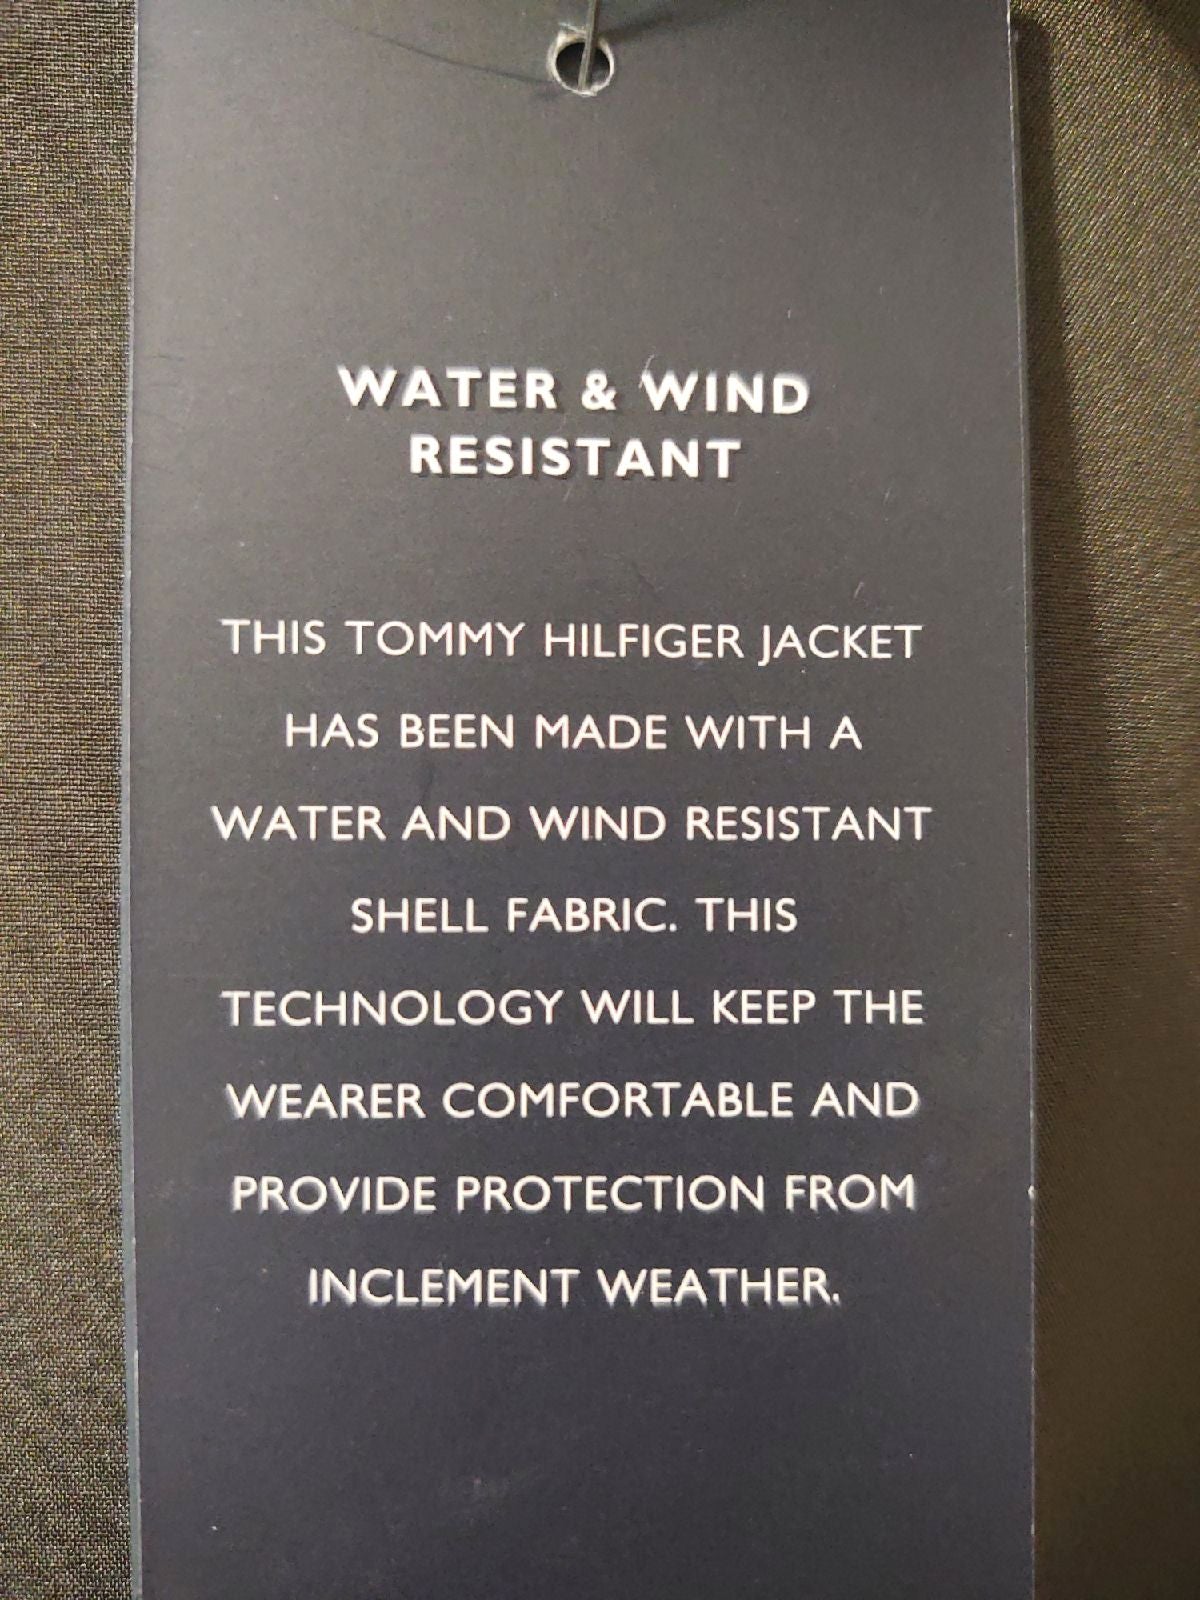 WATER & WIND
RESISTANT
THIS TOMMY HILFIGER JACKET
HAS BEEN MADE WITH A
WATER AND WIND RESISTANT
SHELL FABRIC. THIS
TECHNOLOGY WILL KEEP THE
WEARER COMFORTABLE AND
PROVIDE PROTECTION FROM
INCLEMENT WEATHER.